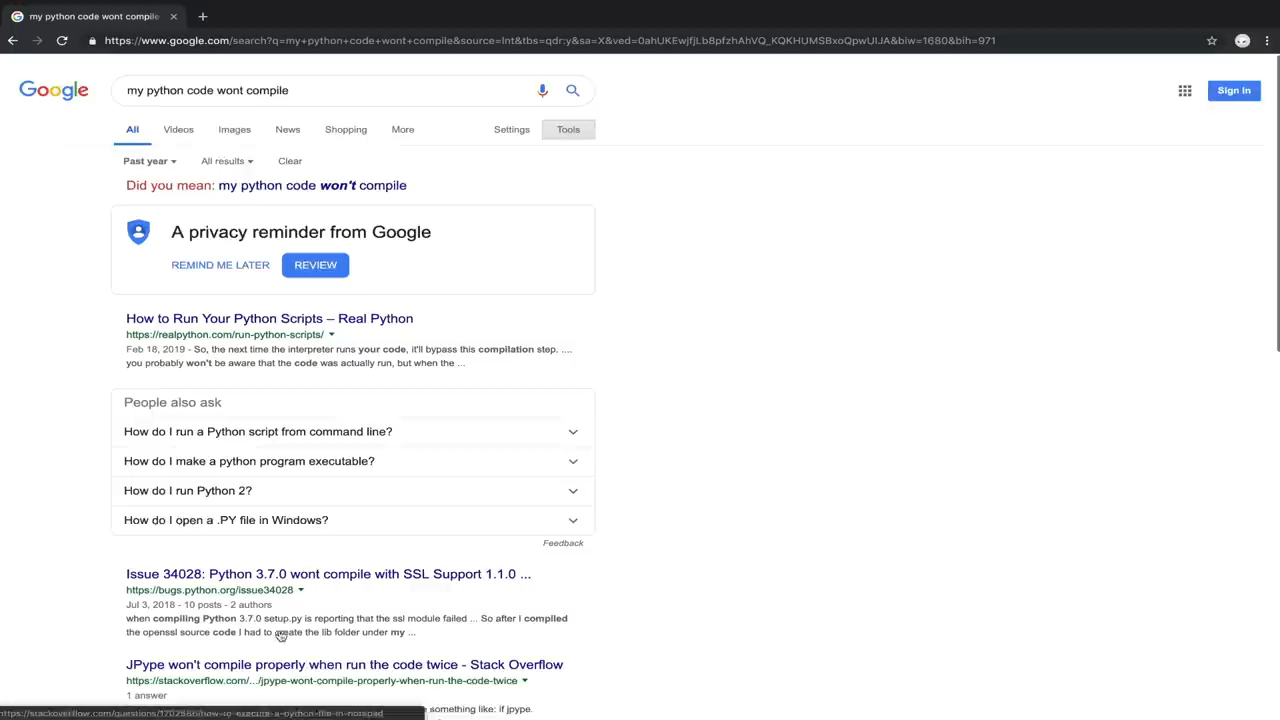 my python code wont compile
https://www.google.com/search?q=my+python+code+wont+compile&source=lnt&tbs=qdr:y&sa=X&ved=0ahUKEwjfjLb8pfzhAhVQ_KQKHUMSBxoQpwUIJA&biw=1680&bih=971
Google my python code wont compile Sign in
All Videos Images News Shopping More Settings Tools
Past year All results Clear
Did you mean: my python code won't compile
A privacy reminder from Google
REMIND ME LATER REVIEW
How to Run Your Python Scripts – Real Python
https://realpython.com/run-python-scripts/
Feb 18, 2019 - So, the next time the interpreter runs your code, it'll bypass this compilation step. ....
you probably won't be aware that the code was actually run, but when the ...
People also ask
How do I run a Python script from command line?
How do I make a python program executable?
How do I run Python 2?
How do I open a .PY file in Windows?
Feedback
Issue 34028: Python 3.7.0 wont compile with SSL Support 1.1.0 ...
https://bugs.python.org/issue34028
Jul 3, 2018 - 10 posts - 2 authors
when compiling Python 3.7.0 setup.py is reporting that the ssl module failed ... So after I compiled
the openssl source code I had to create the lib folder under my ...
JPype won't compile properly when run the code twice - Stack Overflow
https://stackoverflow.com/.../jpype-wont-compile-properly-when-run-the-code-twice
1 answer
something like: if jpype.